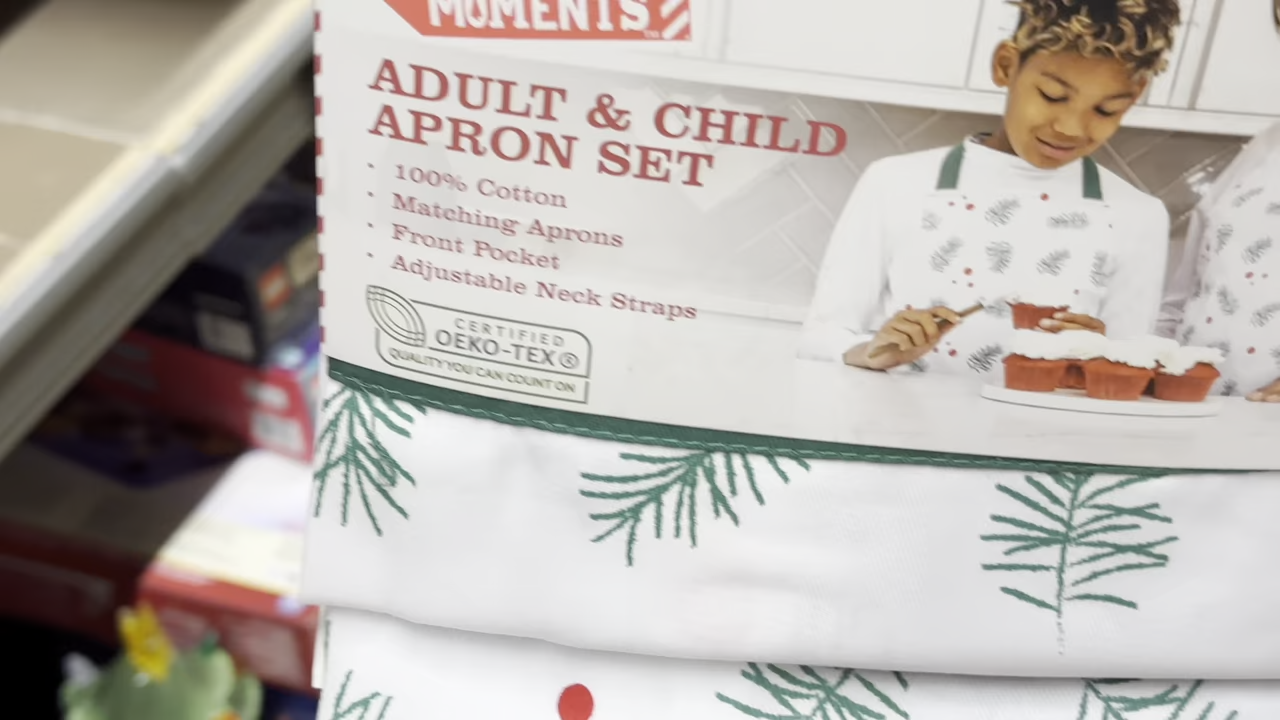 MOMENTS™
ADULT & CHILD
APRON SET
• 100% Cotton
• Matching Aprons
• Front Pocket
• Adjustable Neck Straps
CERTIFIED
OEKO-TEX®
QUALITY YOU CAN COUNT ON